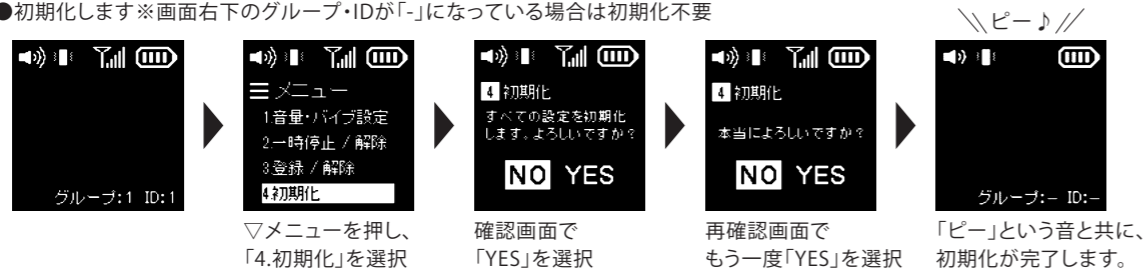 ●初期化します※画面右下のグループ・IDが「-」になっている場合は初期化不要
ピー♪
グループ:1 ID:1
メニュー
1.音量・バイブ設定
2.一時停止 / 解除
3.登録 / 解除
4.初期化
▽メニューを押し、
「4.初期化」を選択
4 初期化
すべての設定を初期化
します。よろしいですか?
NO YES
確認画面で
「YES」を選択
4 初期化
本当によろしいですか?
NO YES
再確認画面で
もう一度「YES」を選択
グループ:– ID:–
「ピー」という音と共に、
初期化が完了します。